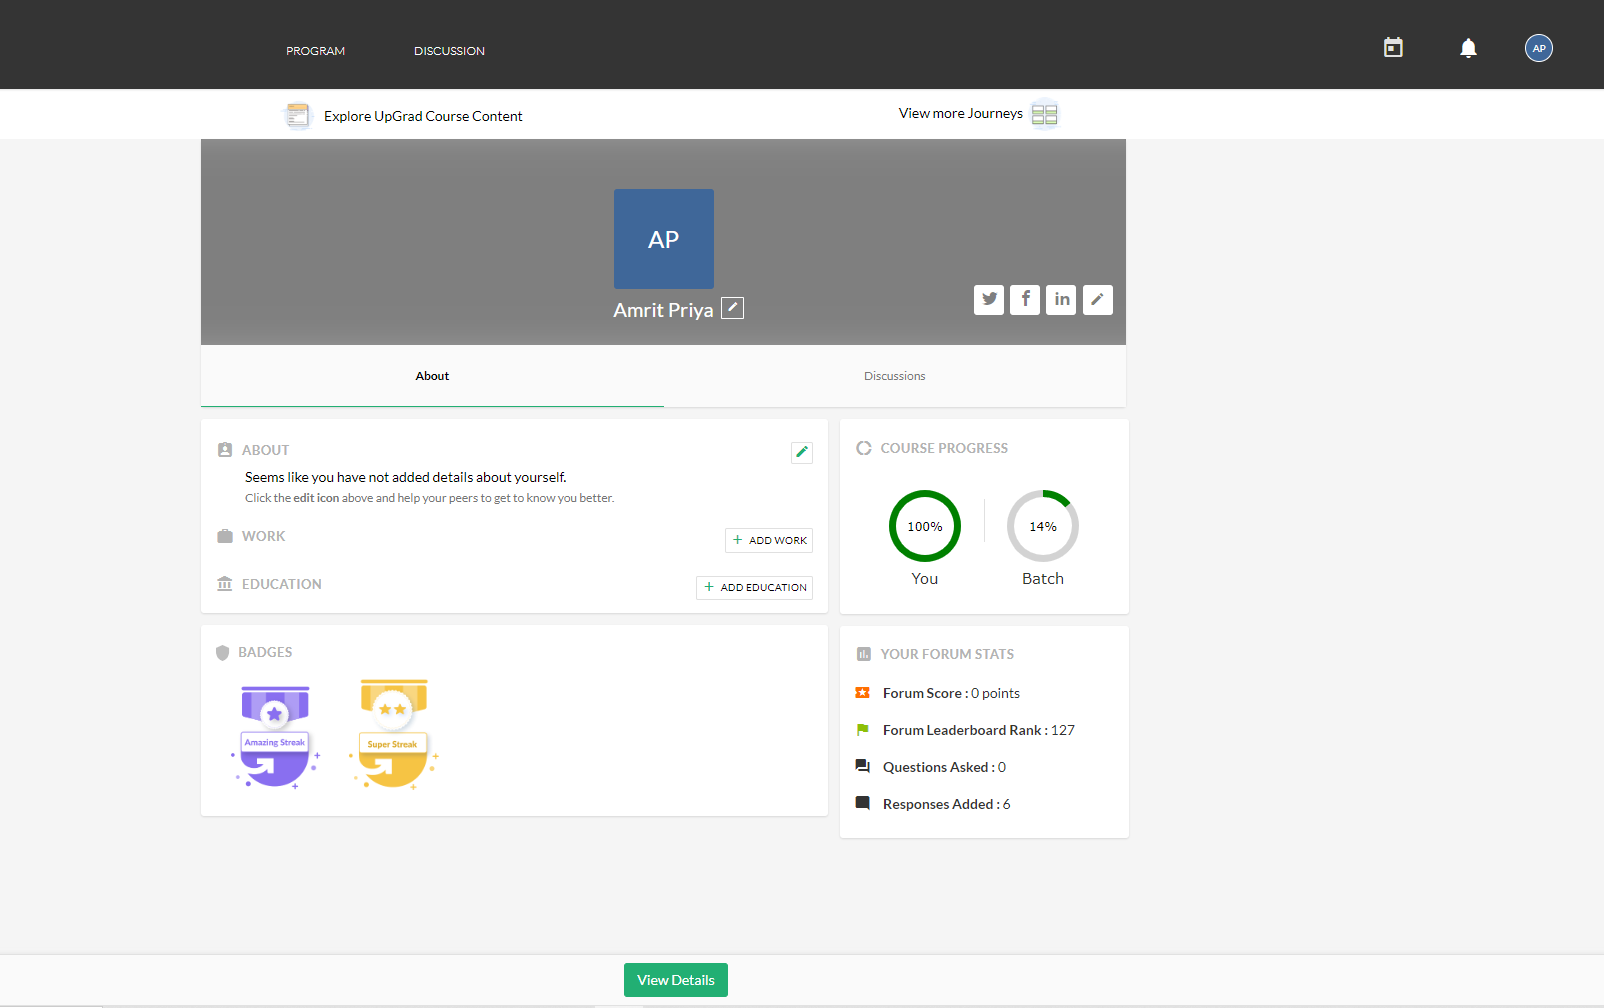 PROGRAM
DISCUSSION
AP
Explore UpGrad Course Content
View more Journeys
AP
Amrit Priya
About
Discussions
ABOUT
Seems like you have not added details about yourself.
Click the edit icon above and help your peers to get to know you better.
WORK
+ ADD WORK
EDUCATION
+ ADD EDUCATION
COURSE PROGRESS
100%
14%
You
Batch
BADGES
Amazing Streak
Super Streak
YOUR FORUM STATS
Forum Score : 0 points
Forum Leaderboard Rank : 127
Questions Asked : 0
Responses Added : 6
View Details